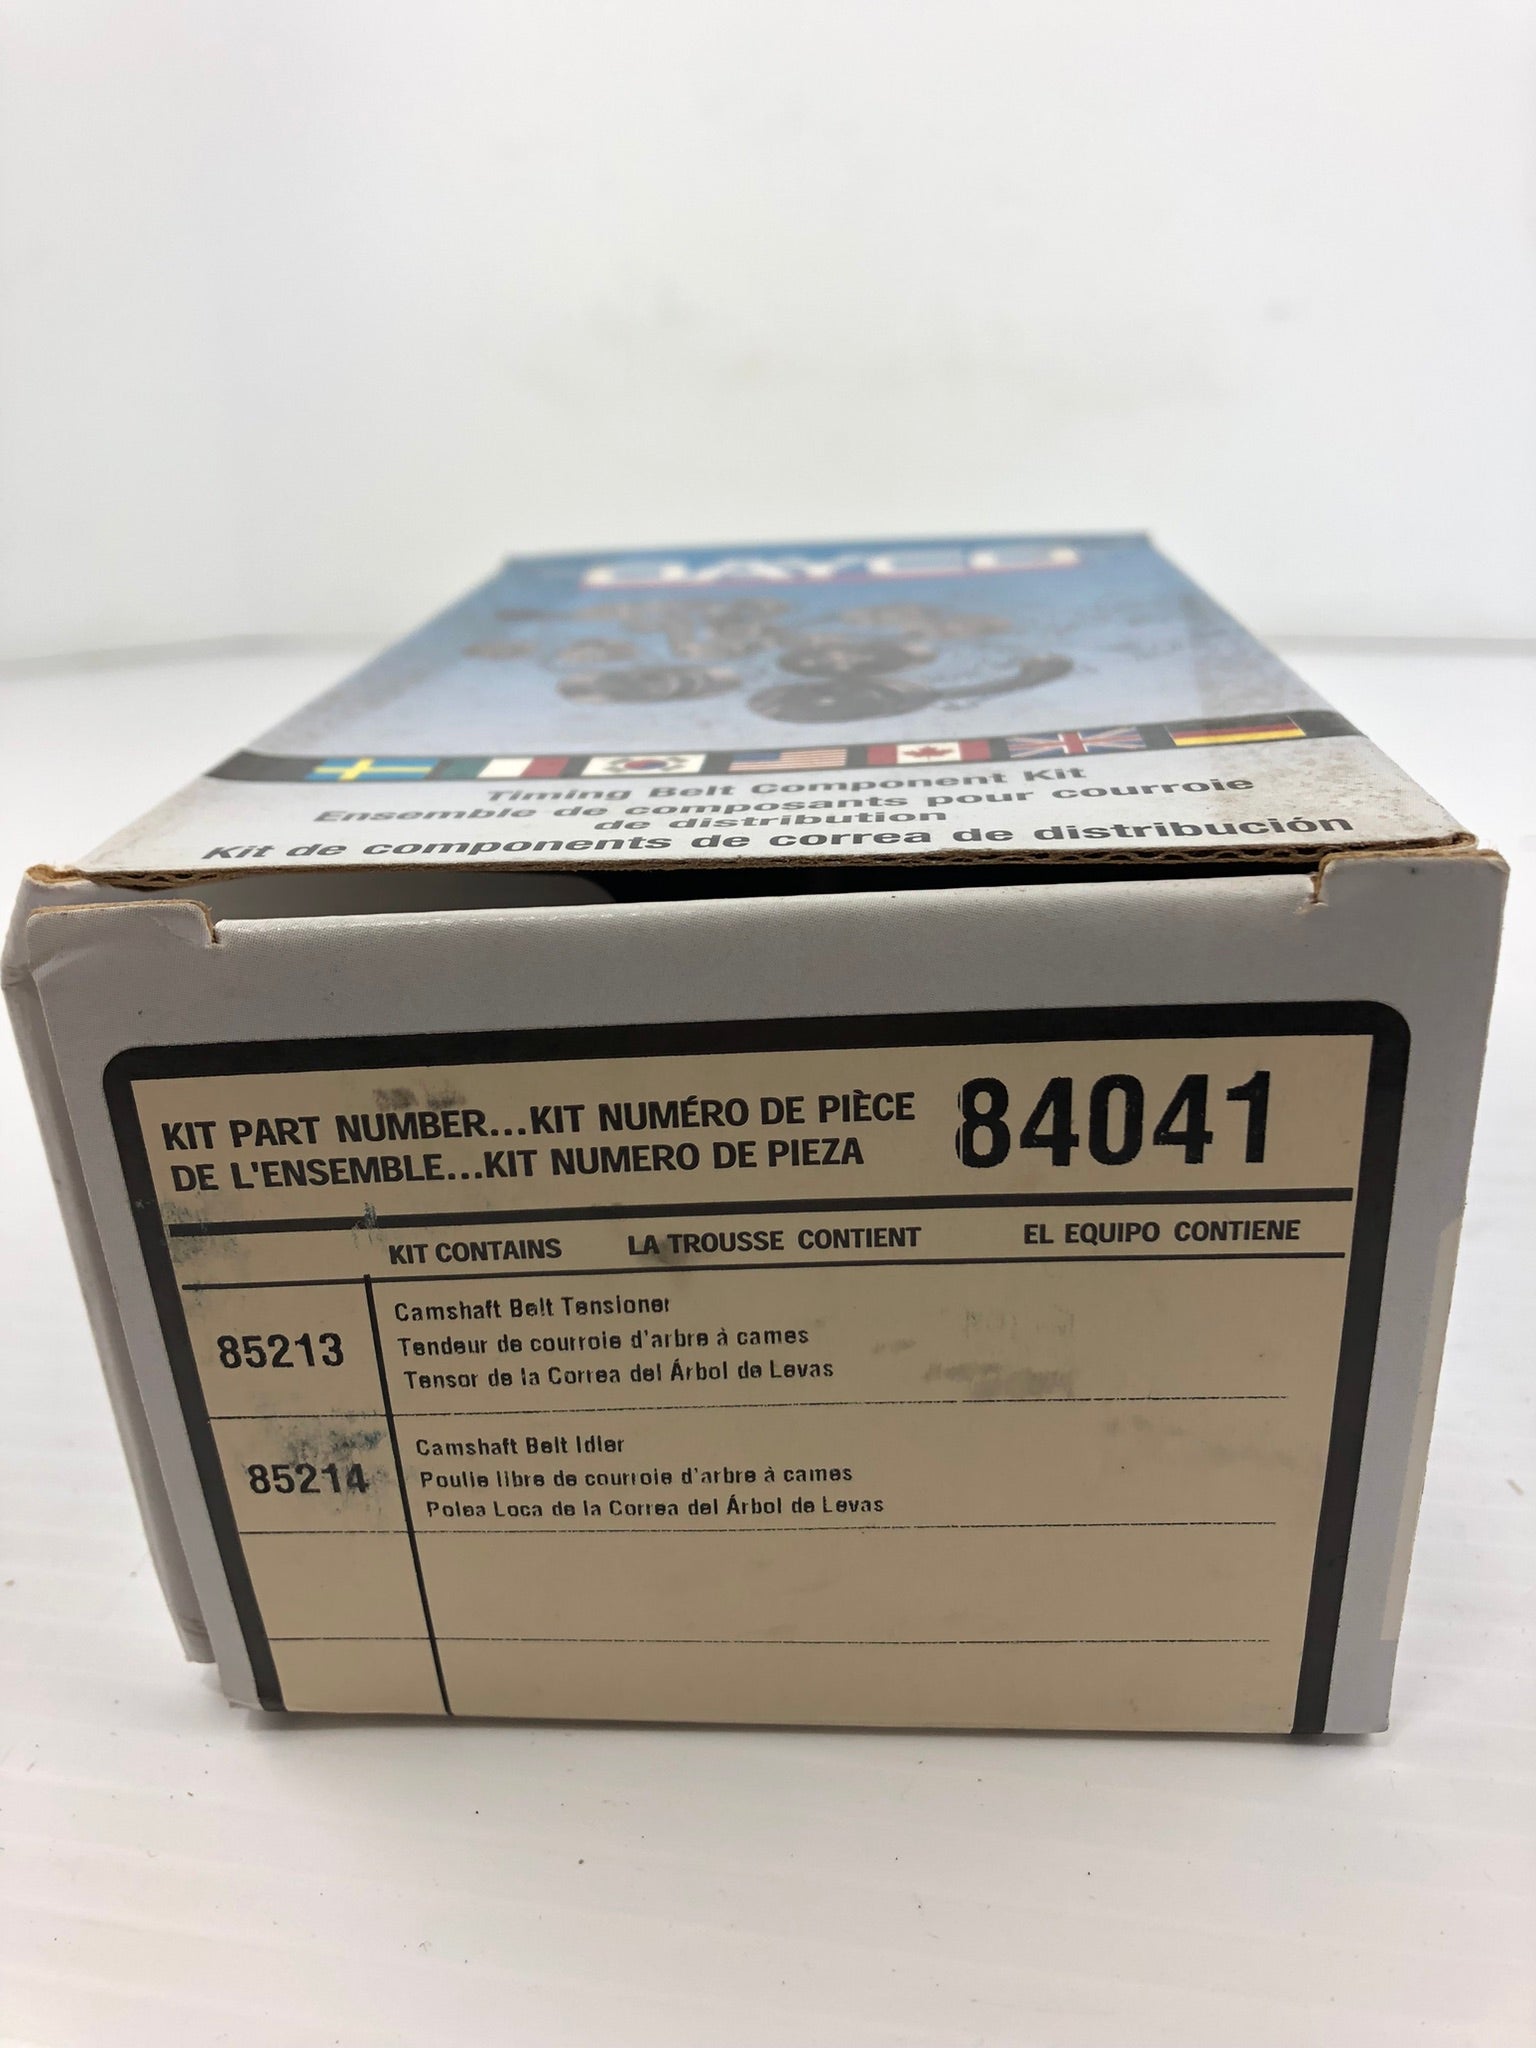 DAYCO
Timing Belt Component Kit
Ensemble de composants pour courroie
de distribution
Kit de componentes de correa de distribución
KIT PART NUMBER...KIT NUMÉRO DE PIÈCE
DE L'ENSEMBLE...KIT NUMERO DE PIEZA
84041
KIT CONTAINS LA TROUSSE CONTIENT EL EQUIPO CONTIENE
85213
Camshaft Belt Tensioner
Tendeur de courroie d'arbre à cames
Tensor de la Correa del Árbol de Levas
85214
Camshaft Belt Idler
Poulie libre de courroie d'arbre à cames
Polea Loca de la Correa del Árbol de Levas